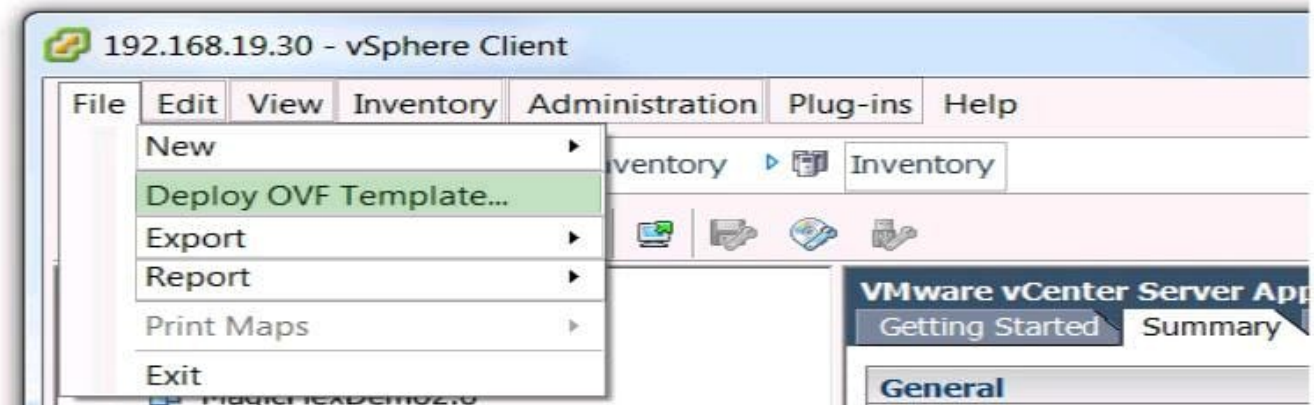 192.168.19.30 - vSphere Client
File Edit View Inventory Administration Plug-ins Help
New
Inventory Inventory
Deploy OVF Template...
Export
Report
VMware vCenter Server App
Print Maps
Getting Started Summary
Exit
General